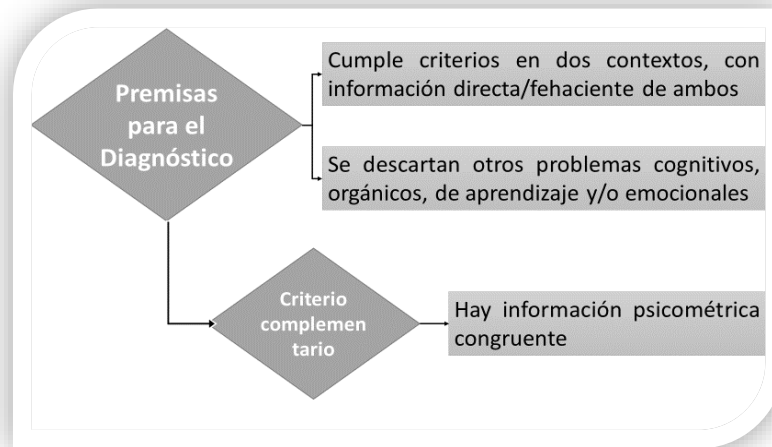 Premisas
para el
Diagnóstico
Cumple criterios en dos contextos, con
información directa/fehaciente de ambos
Se descartan otros problemas cognitivos,
orgánicos, de aprendizaje y/o emocionales
Criterio
complemen
tario
Hay información psicométrica
congruente